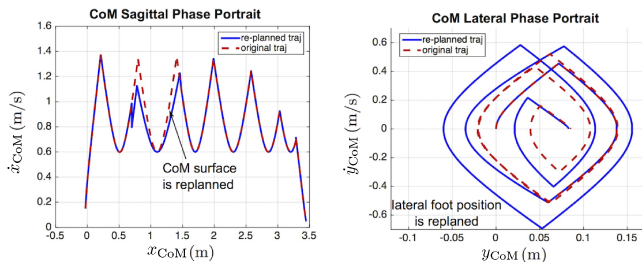 CoM Sagittal Phase Portrait
1.6
1.4
1.2
1
0.8
0.6
0.4
0.2
0
ẋCoM(m/s)
re-planned traj
original traj
CoM surface
is replanned
-0.5 0 0.5 1 1.5 2 2.5 3 3.5
xCoM(m)
CoM Lateral Phase Portrait
0.6
0.4
0.2
0
-0.2
-0.4
-0.6
ẏCoM(m/s)
re-planned traj
original traj
lateral foot position
is replaned
-0.1 -0.05 0 0.05 0.1 0.15
yCoM(m)